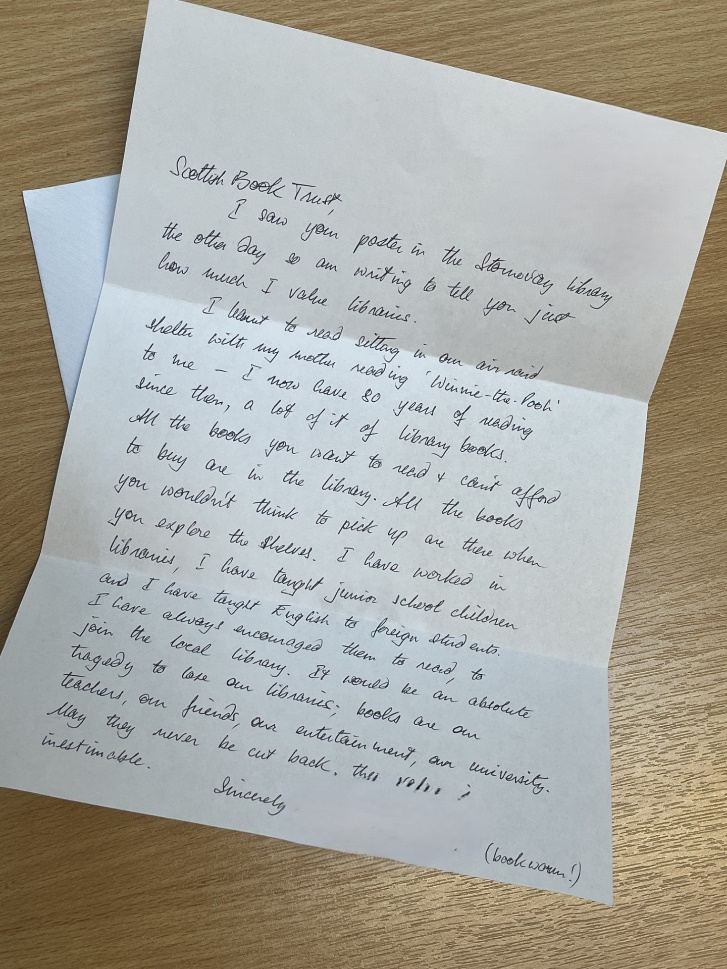 Scottish Book Trust,
I saw your poster in the Stornoway library
the other day so am writing to tell you just
how much I value libraries.
I learnt to read sitting in our air raid
shelter with my mother reading 'Winnie-the-Pooh'
to me – I now have 80 years of reading
since then, a lot of it of library books.
All the books you want to read & can't afford
to buy are in the library. All the books
you wouldn't think to pick up are there when
you explore the shelves. I have worked in
libraries, I have taught junior school children
and I have taught English to foreign students.
I have always encouraged them to read, to
join the local library. It would be an absolute
tragedy to lose our libraries; books are our
teachers, our friends, our entertainment, our university.
May they never be cut back.
inestimable.
Sincerely
(bookworm!)